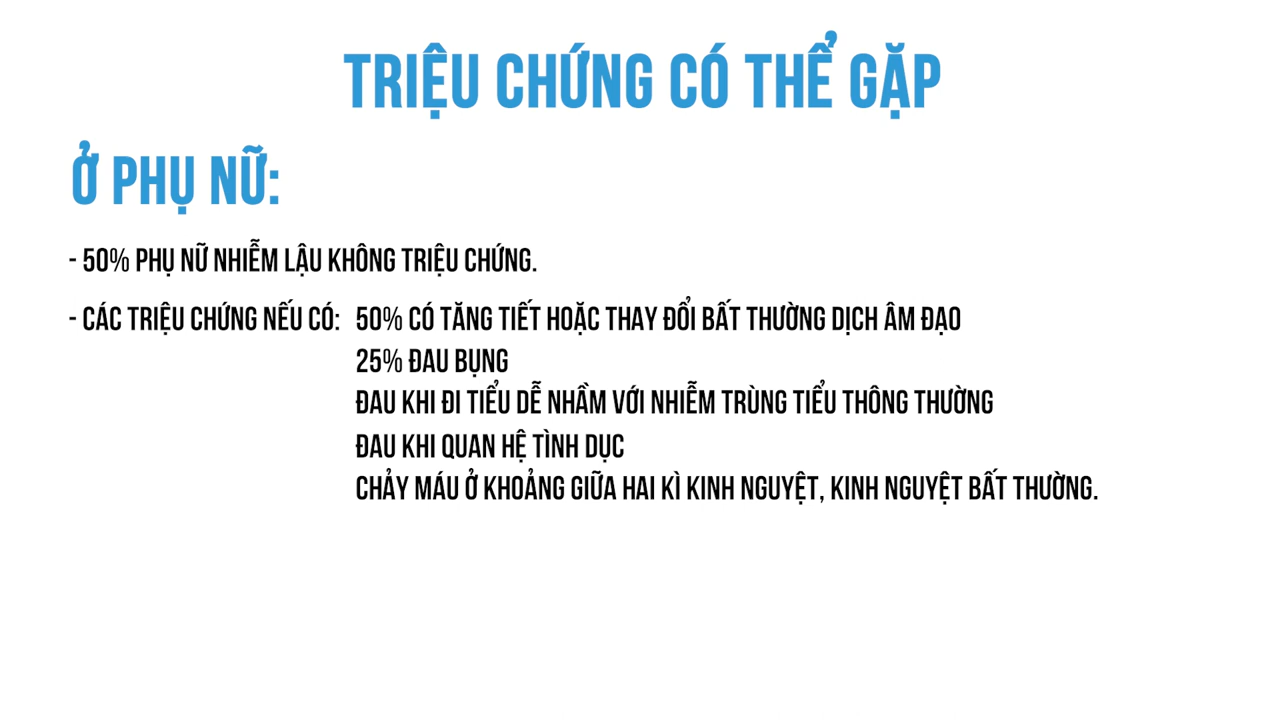 TRIỆU CHỨNG CÓ THỂ GẶP
Ở PHỤ NỮ:
- 50% PHỤ NỮ NHIỄM LẬU KHÔNG TRIỆU CHỨNG.
- CÁC TRIỆU CHỨNG NẾU CÓ: 50% CÓ TĂNG TIẾT HOẶC THAY ĐỔI BẤT THƯỜNG DỊCH ÂM ĐẠO
25% ĐAU BỤNG
ĐAU KHI ĐI TIỂU DỄ NHẦM VỚI NHIỄM TRÙNG TIỂU THÔNG THƯỜNG
ĐAU KHI QUAN HỆ TÌNH DỤC
CHẢY MÁU Ở KHOẢNG GIỮA HAI KÌ KINH NGUYỆT, KINH NGUYỆT BẤT THƯỜNG.